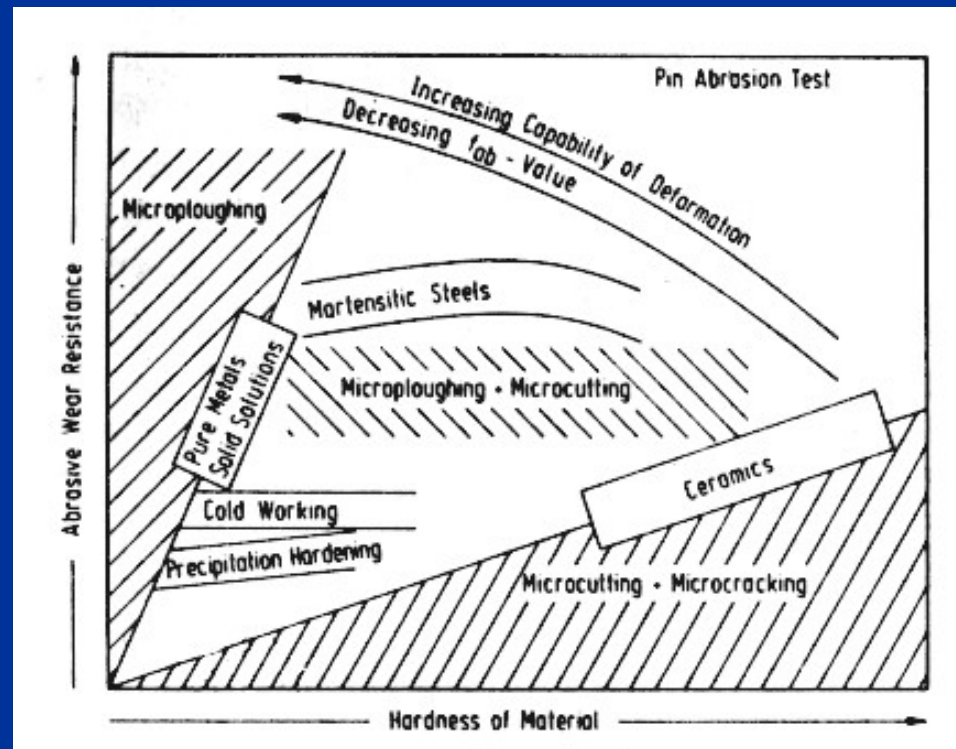 Pin Abrasion Test
Increasing Capability of Deformation
Decreasing fab - Value
Microploughing
Martensitic Steels
Pure Metals
Solid Solutions
Microploughing + Microcutting
Ceramics
Cold Working
Precipitation Hardening
Microcutting + Microcracking
Abrasive Wear Resistance
Hardness of Material